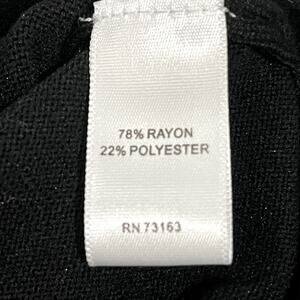 78% RAYON
22% POLYESTER
RN 73163